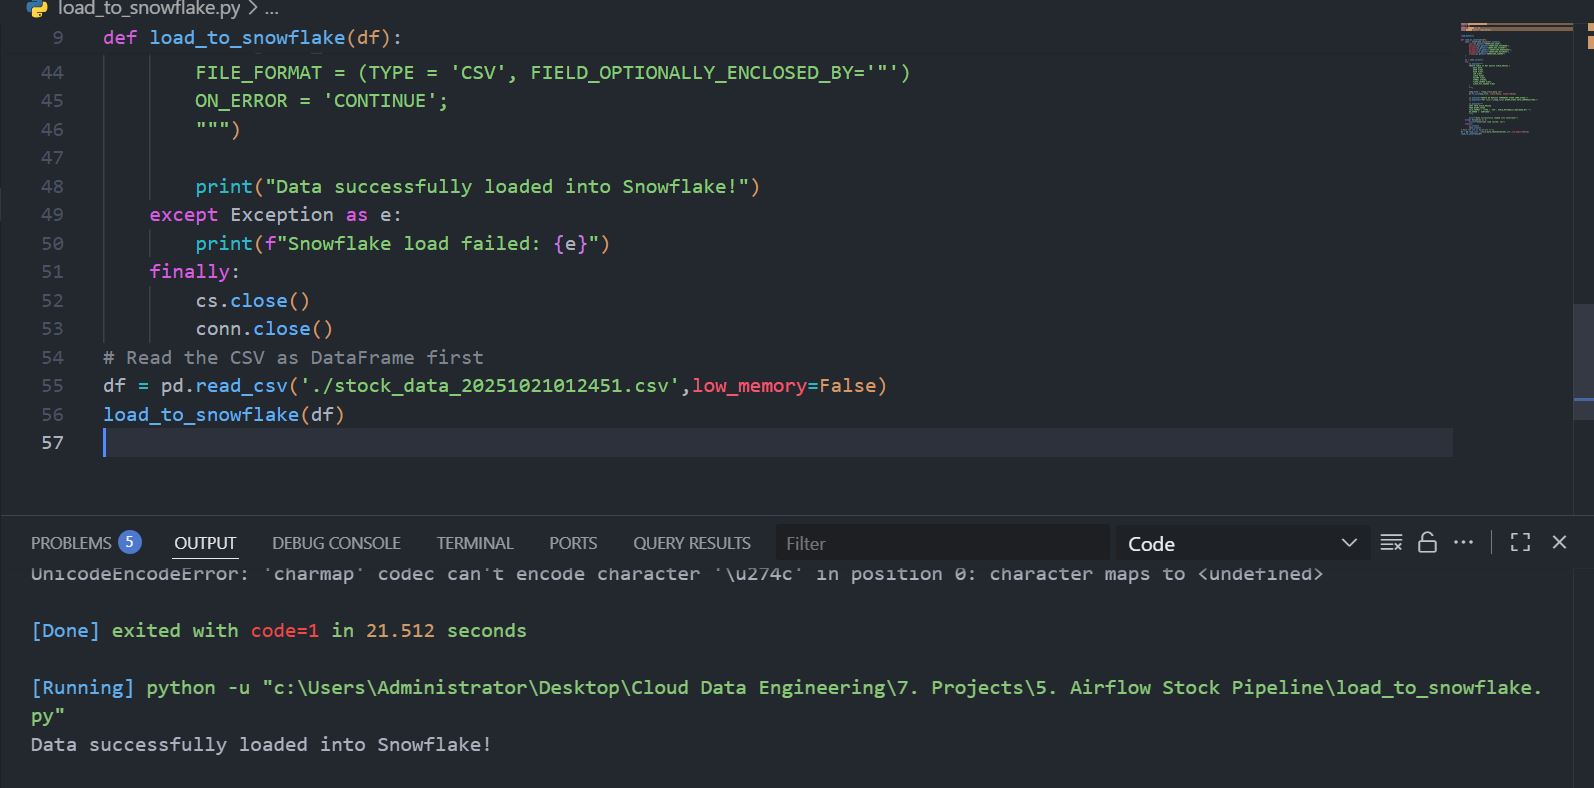 load_to_snowflake.py > ...
9 def load_to_snowflake(df):
44 FILE_FORMAT = (TYPE = 'CSV', FIELD_OPTIONALLY_ENCLOSED_BY='"')
45 ON_ERROR = 'CONTINUE';
46 """)
47
48 print("Data successfully loaded into Snowflake!")
49 except Exception as e:
50 print(f"Snowflake load failed: {e}")
51 finally:
52 cs.close()
53 conn.close()
54 # Read the CSV as DataFrame first
55 df = pd.read_csv('./stock_data_20251021012451.csv',low_memory=False)
56 load_to_snowflake(df)
57
PROBLEMS 5 OUTPUT DEBUG CONSOLE TERMINAL PORTS QUERY RESULTS Filter Code
UnicodeEncodeError: 'charmap' codec can't encode character '\u274c' in position 0: character maps to <undefined>
[Done] exited with code=1 in 21.512 seconds
[Running] python -u "c:\Users\Administrator\Desktop\Cloud Data Engineering\7. Projects\5. Airflow Stock Pipeline\load_to_snowflake.
py"
Data successfully loaded into Snowflake!